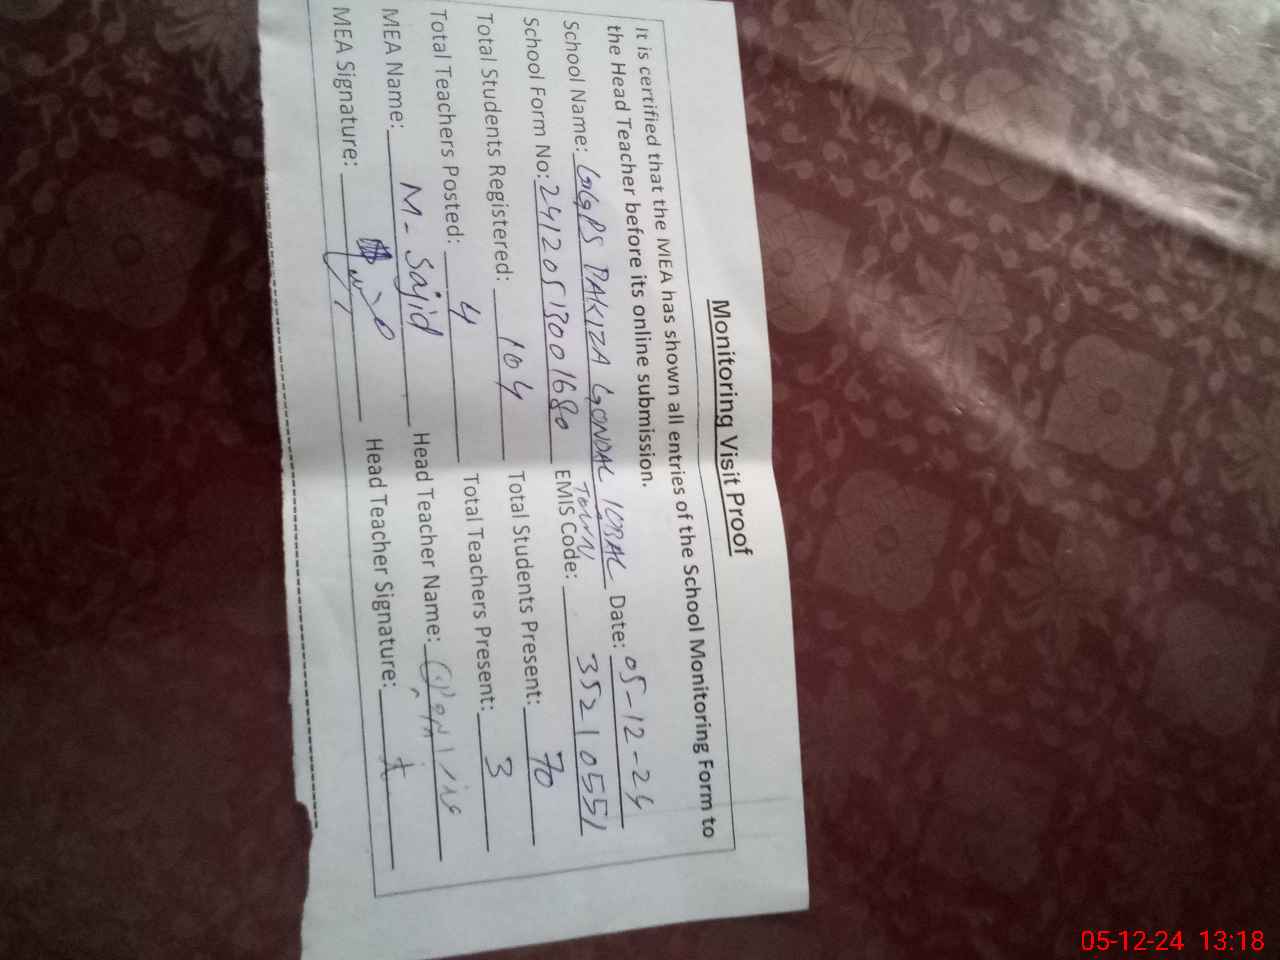 Monitoring Visit Proof
It is certified that the MEA has shown all entries of the School Monitoring Form to
the Head Teacher before its online submission.
School Name: GGPS PAKIZA GONDAL IQBAL TOWN Date: 05-12-24
School Form No: 24120513001680 EMIS Code: 35210551
Total Students Registered: 104 Total Students Present: 70
Total Teachers Posted: 4 Total Teachers Present: 3
MEA Name: M- Sajid Head Teacher Name:
MEA Signature: Head Teacher Signature:
05-12-24 13:18